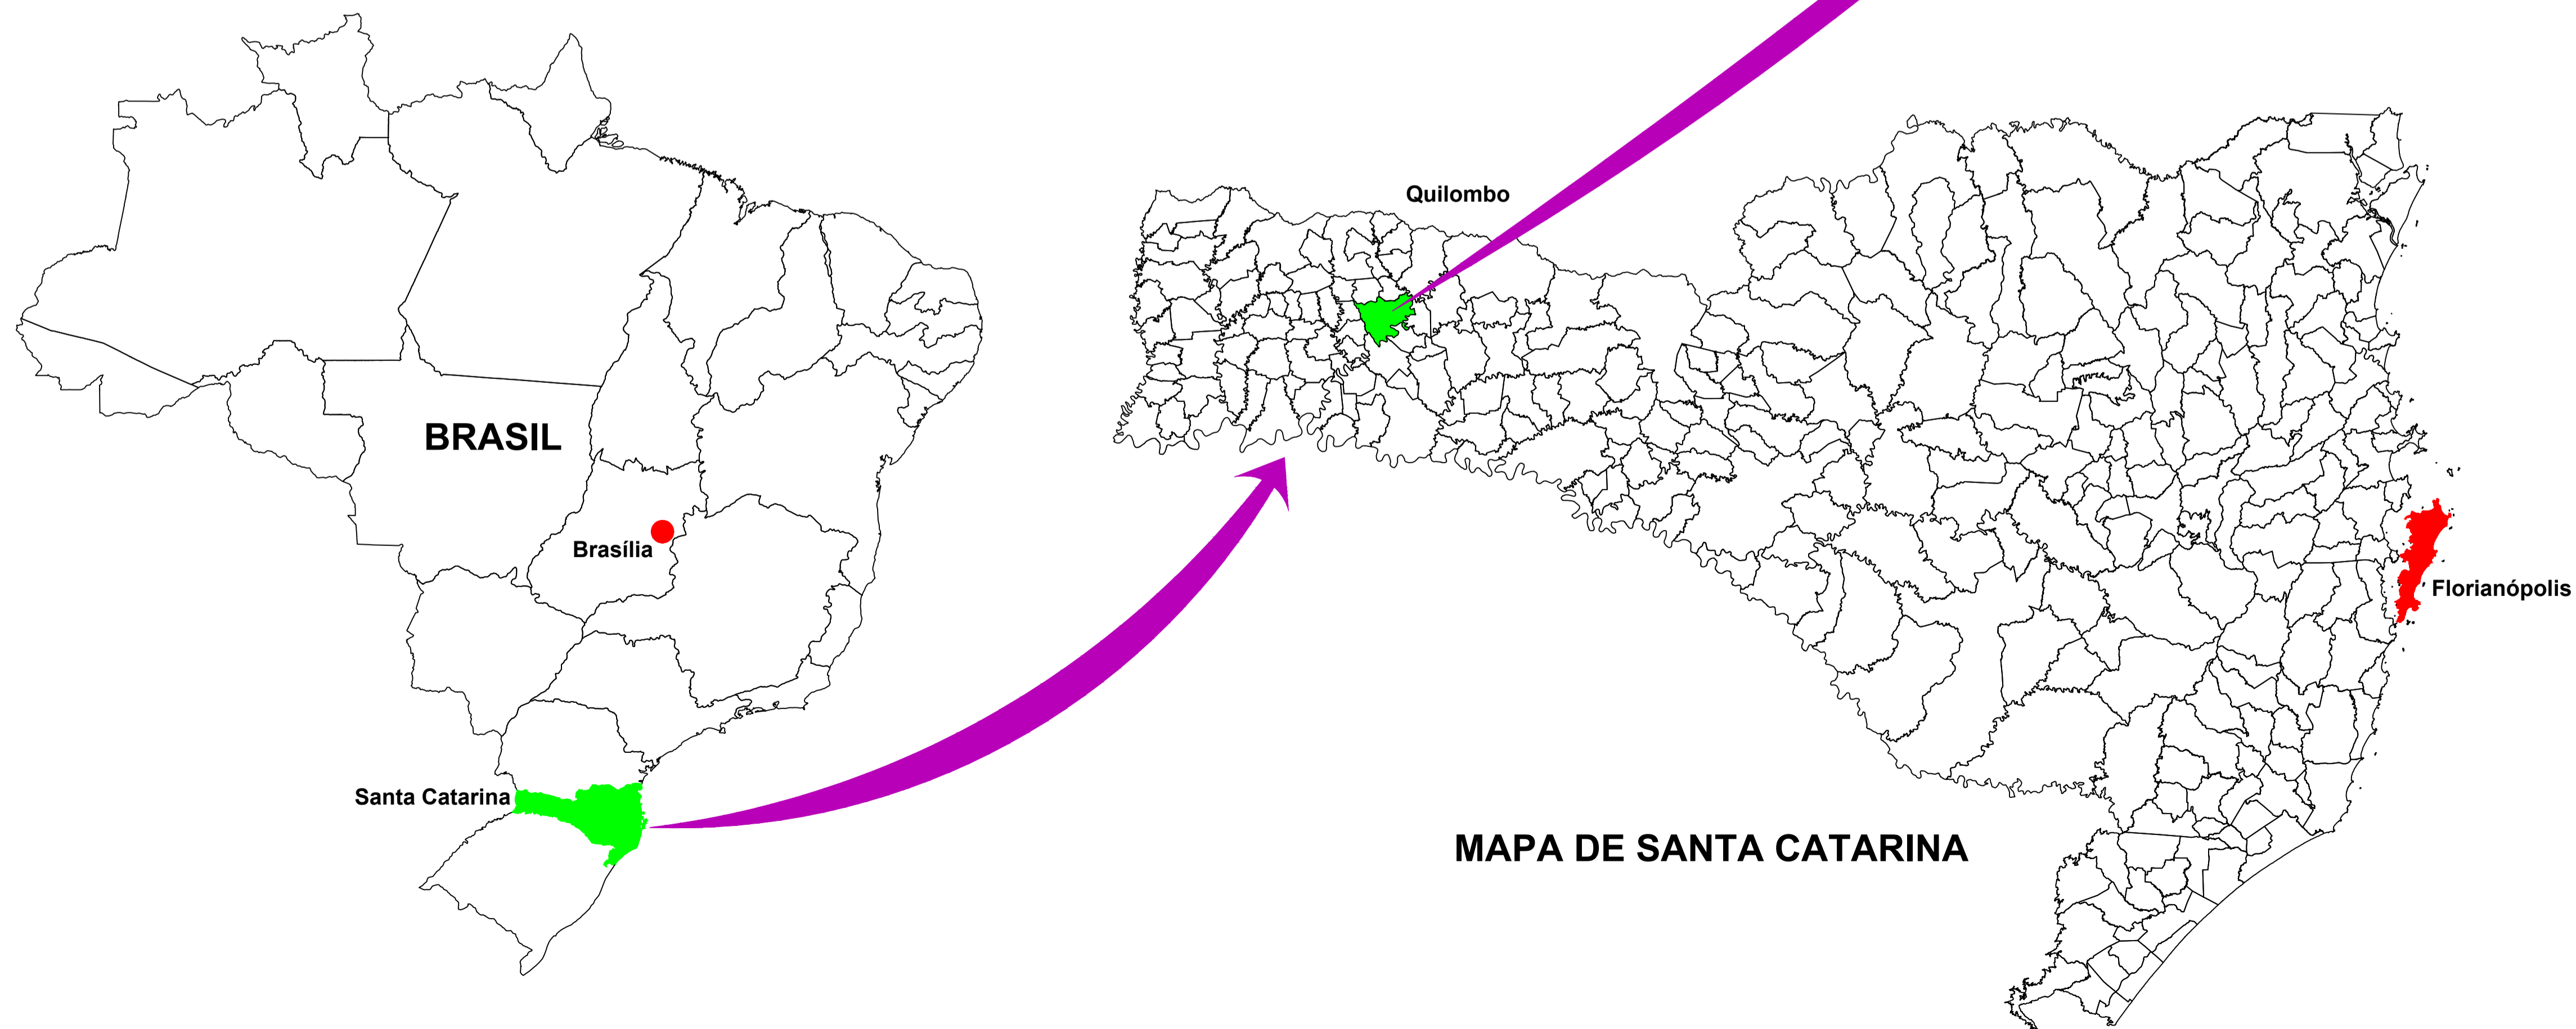 BRASIL
Brasília
Santa Catarina
Quilombo
Florianópolis
MAPA DE SANTA CATARINA